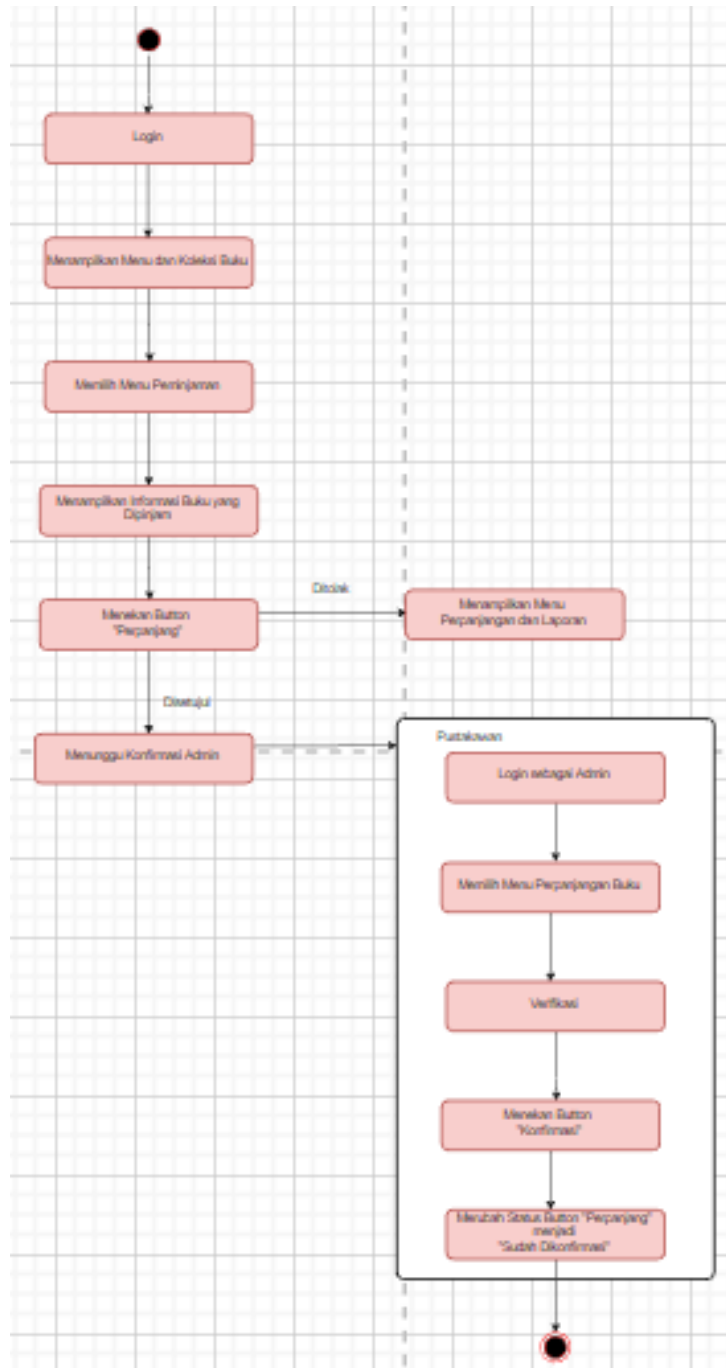 Login
Menampilkan Menu dan Koleksi Buku
Memilih Menu Peminjaman
Menampilkan Informasi Buku yang
Dipinjam
Menekan Button
"Perpanjang"
Ditolak
Menampilkan Menu
Perpanjangan dan Laporan
Disetujui
Menunggu Konfirmasi Admin
Pustakawan
Login sebagai Admin
Memilih Menu Perpanjangan Buku
Verifikasi
Menekan Button
"Konfirmasi"
Merubah Status Button "Perpanjang"
menjadi
"Sudah Dikonfirmasi"